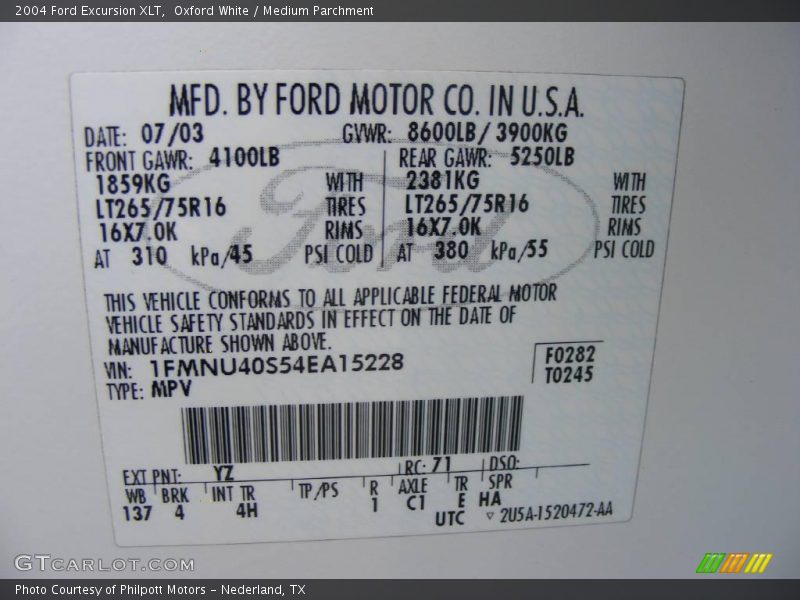 2004 Ford Excursion XLT,  Oxford White / Medium Parchment
MFD. BY FORD MOTOR CO. IN U.S.A.
DATE: 07/03 GVWR: 8600LB/ 3900KG
FRONT GAWR: 4100LB REAR GAWR: 5250LB
1859KG WITH 2381KG WITH
LT265/75R16 TIRES LT265/75R16 TIRES
16X7.0K RIMS 16X7.0K RIMS
AT 310 kPa/45 PSI COLD AT 380 kPa/55 PSI COLD
Ford
THIS VEHICLE CONFORMS TO ALL APPLICABLE FEDERAL MOTOR
VEHICLE SAFETY STANDARDS IN EFFECT ON THE DATE OF
MANUFACTURE SHOWN ABOVE.
VIN: 1FMNU40S54EA15228 F0282
TYPE: MPV T0245
EXT PNT: YZ RC: 71 DSO:
WB BRK INT TR TP/PS R AXLE TR SPR
137 4 4H 1 C1 E HA
UTC ▽ 2U5A-1520472-AA
GTCARLOT.COM
Photo Courtesy of Philpott Motors - Nederland, TX